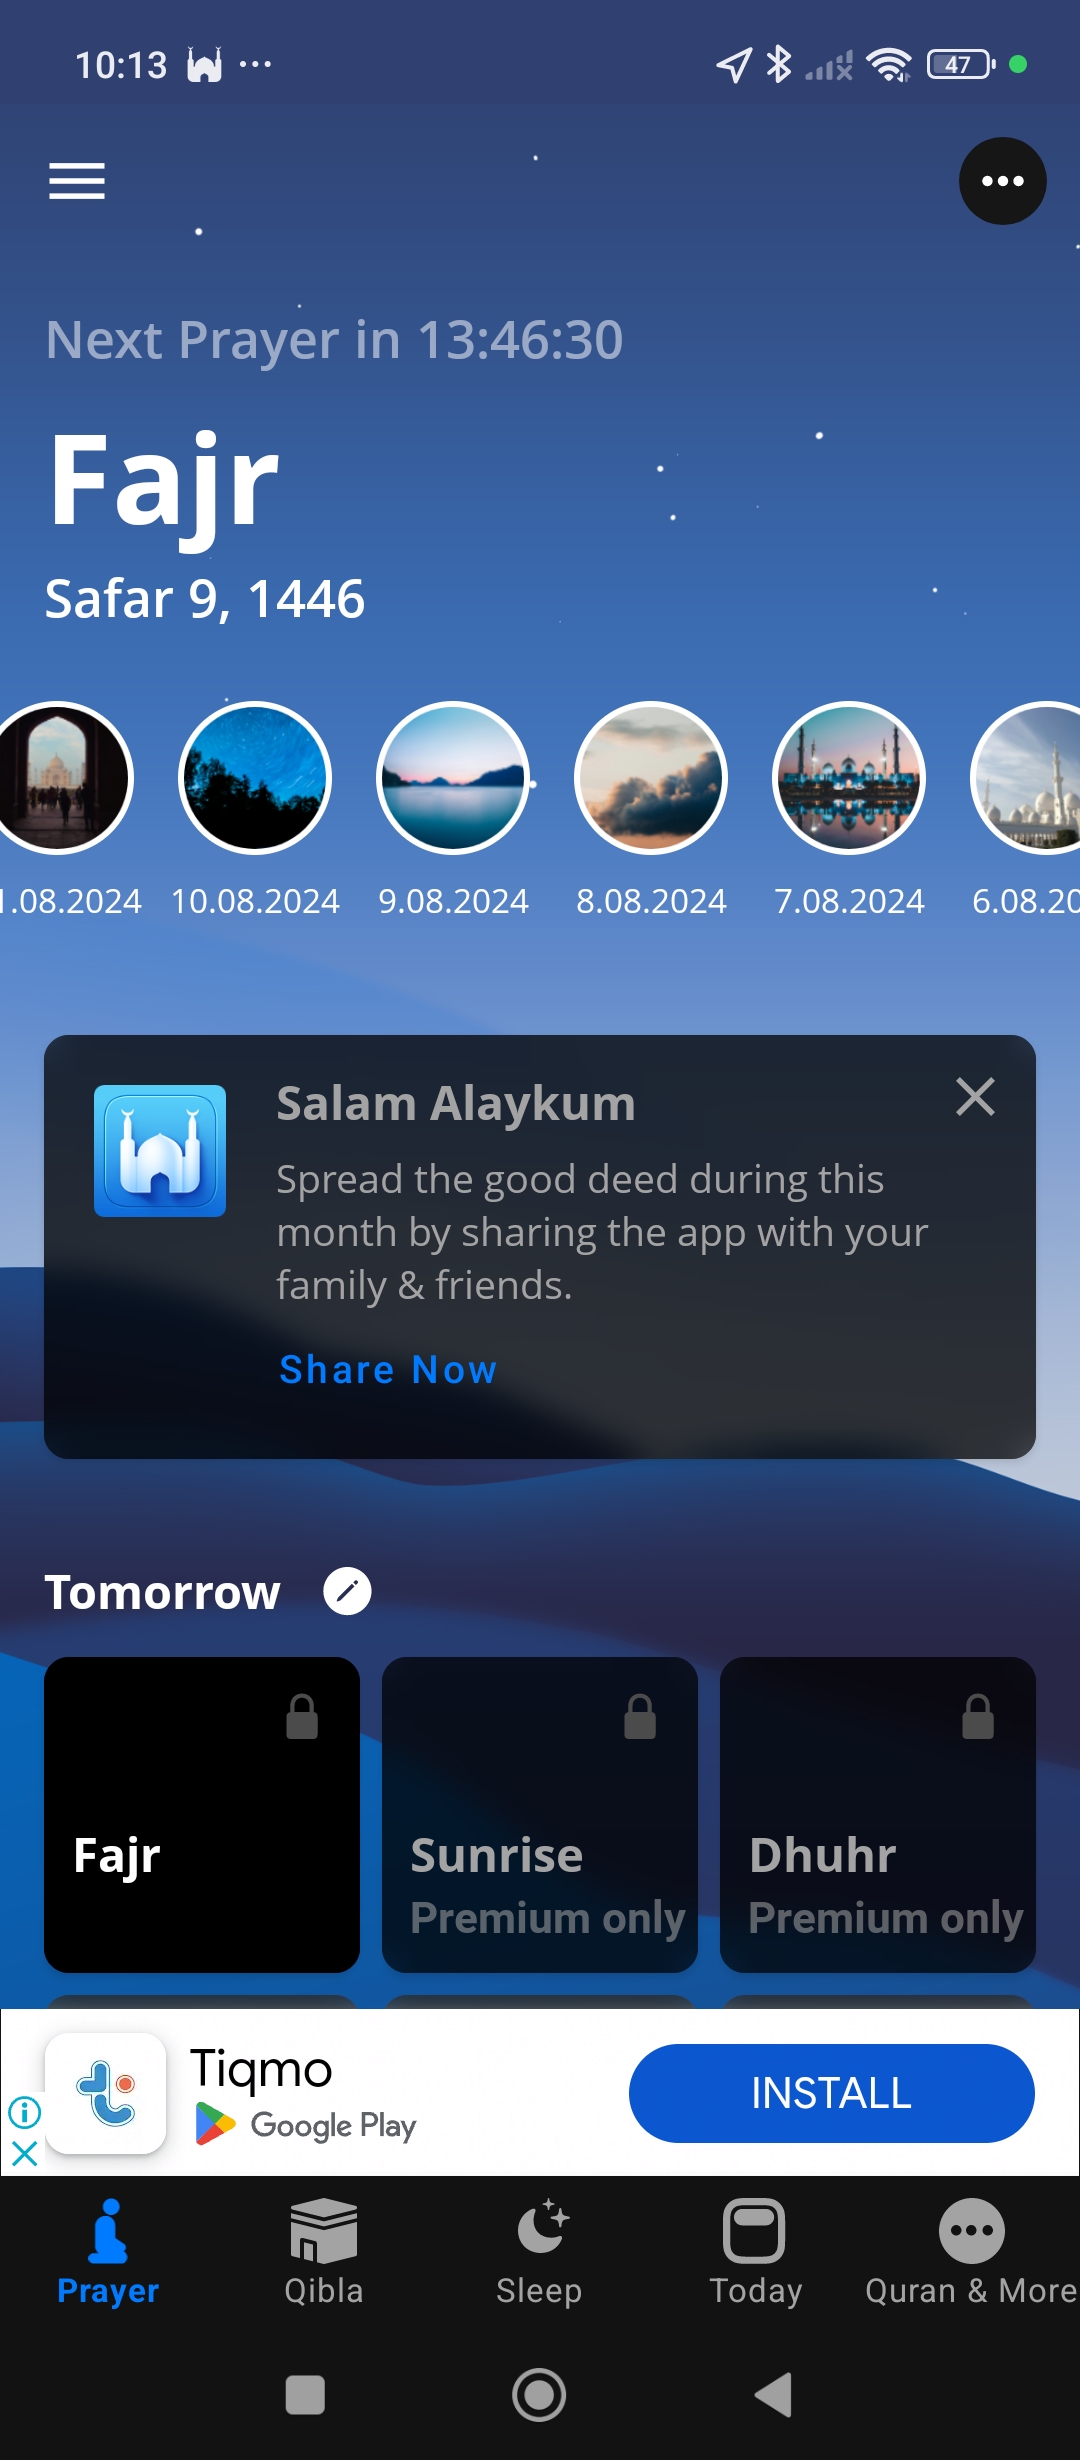 10:13
47
Next Prayer in 13:46:30
Fajr
Safar 9, 1446
1.08.2024 10.08.2024 9.08.2024 8.08.2024 7.08.2024 6.08.20
Salam Alaykum
Spread the good deed during this
month by sharing the app with your
family & friends.
Share Now
Tomorrow
Fajr
Sunrise
Premium only
Dhuhr
Premium only
Tiqmo
Google Play
INSTALL
Prayer Qibla Sleep Today Quran & More